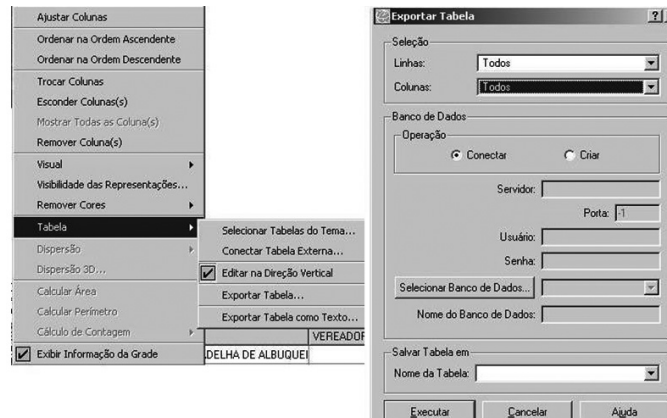 Ajustar Colunas
Ordenar na Ordem Ascendente
Ordenar na Ordem Descendente
Trocar Colunas
Esconder Colunas(s)
Mostrar Todas as Coluna(s)
Remover Coluna(s)
Visual
Visibilidade das Representações...
Remover Cores
Tabela
Dispersão
Dispersão 3D...
Calcular Área
Calcular Perímetro
Cálculo de Contagem
Exibir Informação da Grade
Selecionar Tabelas do Tema...
Conectar Tabela Externa...
Editar na Direção Vertical
Exportar Tabela...
Exportar Tabela como Texto...
VEREADOR
DELHA DE ALBUQUEI
Exportar Tabela
Seleção
Linhas: Todos
Colunas: Todos
Banco de Dados
Operação
Conectar Criar
Servidor:
Porta: -1
Usuário:
Senha:
Selecionar Banco de Dados...
Nome do Banco de Dados:
Salvar Tabela em
Nome da Tabela:
Executar Cancelar Ajuda